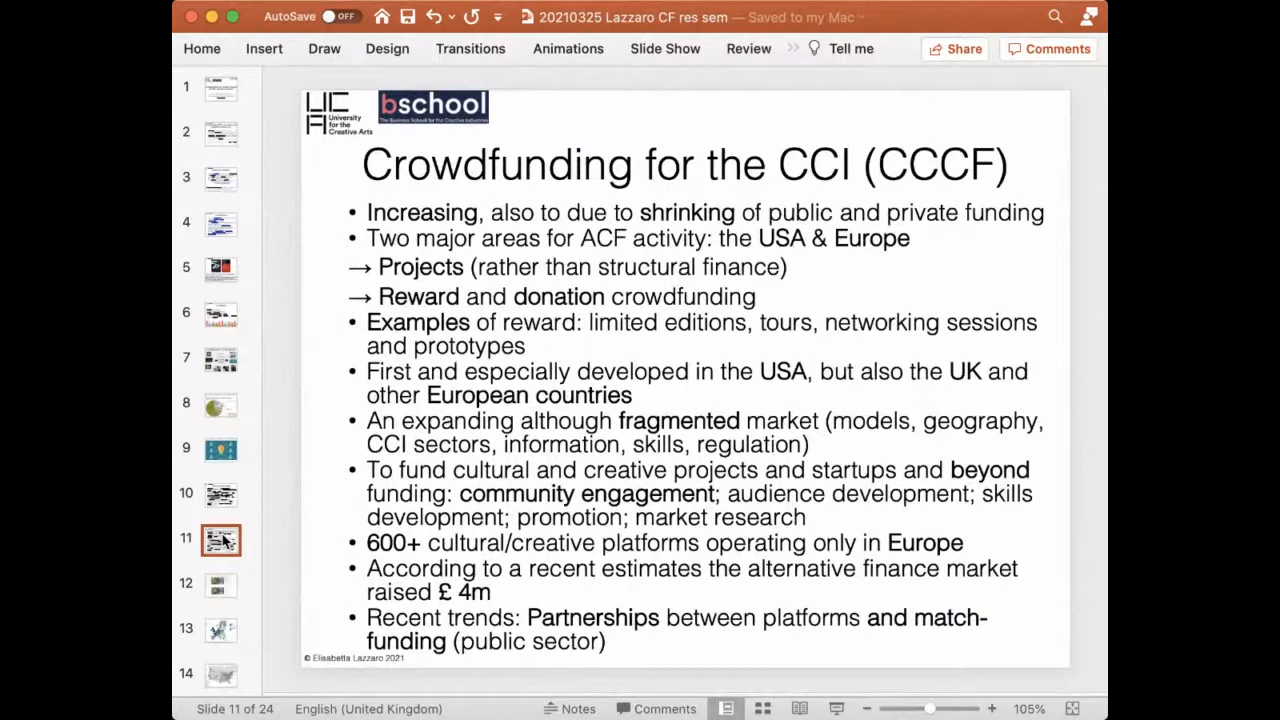 AutoSave OFF 20210325 Lazzaro CF res sem — Saved to my Mac
Home Insert Draw Design Transitions Animations Slide Show Review Tell me Share Comments
1
2
3
4
5
6
7
8
9
10
11
12
13
14
UCA University for the Creative Arts
bschool
The Business School for the Creative Industries
Crowdfunding for the CCI (CCCF)
• Increasing, also to due to shrinking of public and private funding
• Two major areas for ACF activity: the USA & Europe
→ Projects (rather than structural finance)
→ Reward and donation crowdfunding
• Examples of reward: limited editions, tours, networking sessions
and prototypes
• First and especially developed in the USA, but also the UK and
other European countries
• An expanding although fragmented market (models, geography,
CCI sectors, information, skills, regulation)
• To fund cultural and creative projects and startups and beyond
funding: community engagement; audience development; skills
development; promotion; market research
• 600+ cultural/creative platforms operating only in Europe
• According to a recent estimates the alternative finance market
raised £ 4m
• Recent trends: Partnerships between platforms and match-
funding (public sector)
© Elisabetta Lazzaro 2021
Slide 11 of 24 English (United Kingdom) Notes Comments 105%